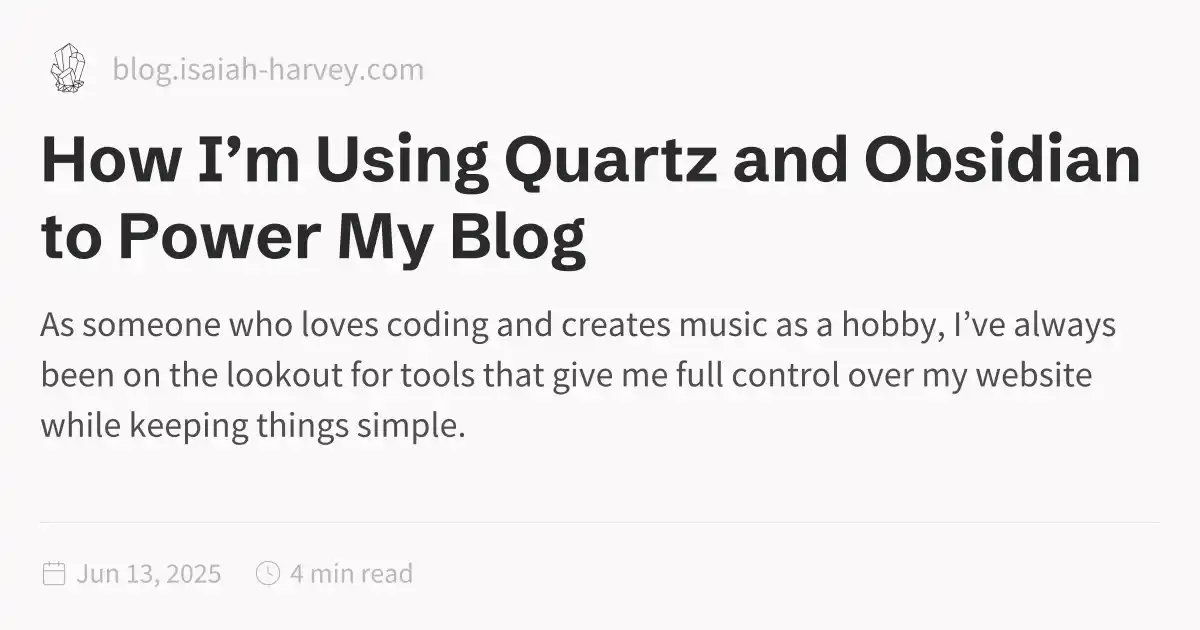 blog.isaiah-harvey.com
How I’m Using Quartz and Obsidian
to Power My Blog
As someone who loves coding and creates music as a hobby, I’ve always
been on the lookout for tools that give me full control over my website
while keeping things simple.
Jun 13, 2025 4 min read